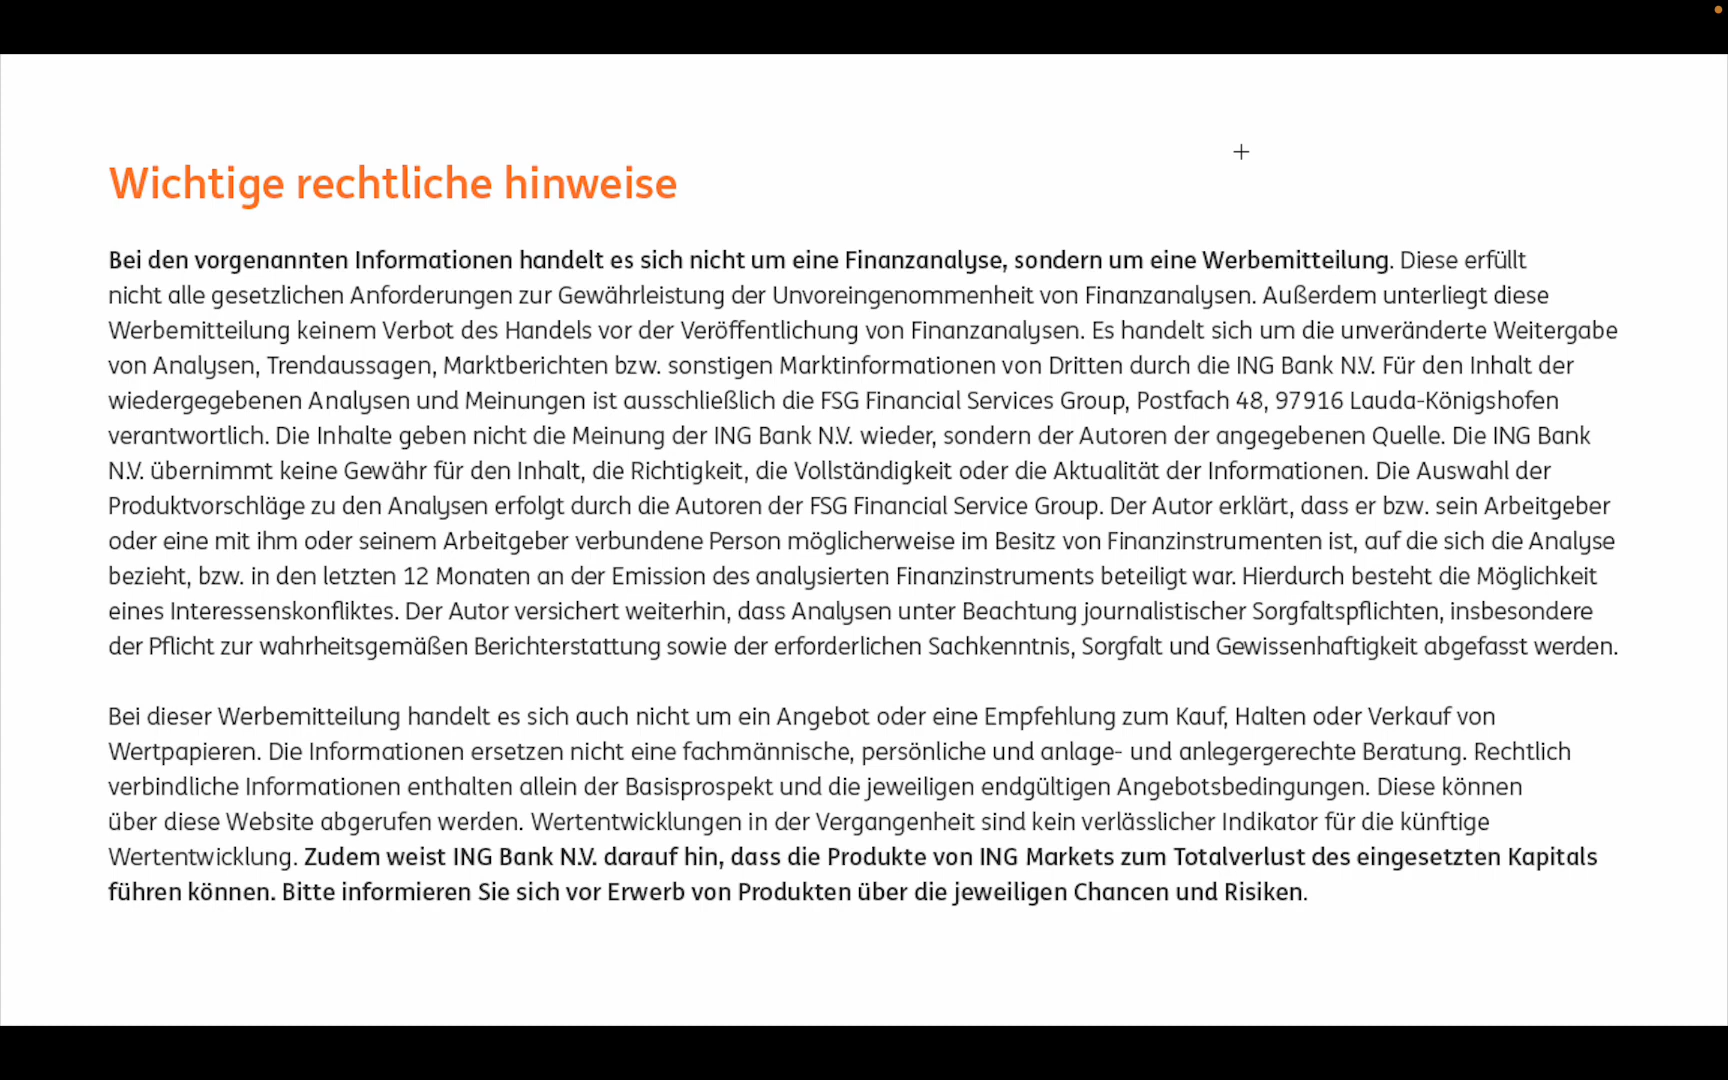 Wichtige rechtliche hinweise
Bei den vorgenannten Informationen handelt es sich nicht um eine Finanzanalyse, sondern um eine Werbemitteilung. Diese erfüllt
nicht alle gesetzlichen Anforderungen zur Gewährleistung der Unvoreingenommenheit von Finanzanalysen. Außerdem unterliegt diese
Werbemitteilung keinem Verbot des Handels vor der Veröffentlichung von Finanzanalysen. Es handelt sich um die unveränderte Weitergabe
von Analysen, Trendaussagen, Marktberichten bzw. sonstigen Marktinformationen von Dritten durch die ING Bank N.V. Für den Inhalt der
wiedergegebenen Analysen und Meinungen ist ausschließlich die FSG Financial Services Group, Postfach 48, 97916 Lauda-Königshofen
verantwortlich. Die Inhalte geben nicht die Meinung der ING Bank N.V. wieder, sondern der Autoren der angegebenen Quelle. Die ING Bank
N.V. übernimmt keine Gewähr für den Inhalt, die Richtigkeit, die Vollständigkeit oder die Aktualität der Informationen. Die Auswahl der
Produktvorschläge zu den Analysen erfolgt durch die Autoren der FSG Financial Service Group. Der Autor erklärt, dass er bzw. sein Arbeitgeber
oder eine mit ihm oder seinem Arbeitgeber verbundene Person möglicherweise im Besitz von Finanzinstrumenten ist, auf die sich die Analyse
bezieht, bzw. in den letzten 12 Monaten an der Emission des analysierten Finanzinstruments beteiligt war. Hierdurch besteht die Möglichkeit
eines Interessenskonfliktes. Der Autor versichert weiterhin, dass Analysen unter Beachtung journalistischer Sorgfaltspflichten, insbesondere
der Pflicht zur wahrheitsgemäßen Berichterstattung sowie der erforderlichen Sachkenntnis, Sorgfalt und Gewissenhaftigkeit abgefasst werden.
Bei dieser Werbemitteilung handelt es sich auch nicht um ein Angebot oder eine Empfehlung zum Kauf, Halten oder Verkauf von
Wertpapieren. Die Informationen ersetzen nicht eine fachmännische, persönliche und anlage- und anlegergerechte Beratung. Rechtlich
verbindliche Informationen enthalten allein der Basisprospekt und die jeweiligen endgültigen Angebotsbedingungen. Diese können
über diese Website abgerufen werden. Wertentwicklungen in der Vergangenheit sind kein verlässlicher Indikator für die künftige
Wertentwicklung. Zudem weist ING Bank N.V. darauf hin, dass die Produkte von ING Markets zum Totalverlust des eingesetzten Kapitals
führen können. Bitte informieren Sie sich vor Erwerb von Produkten über die jeweiligen Chancen und Risiken.